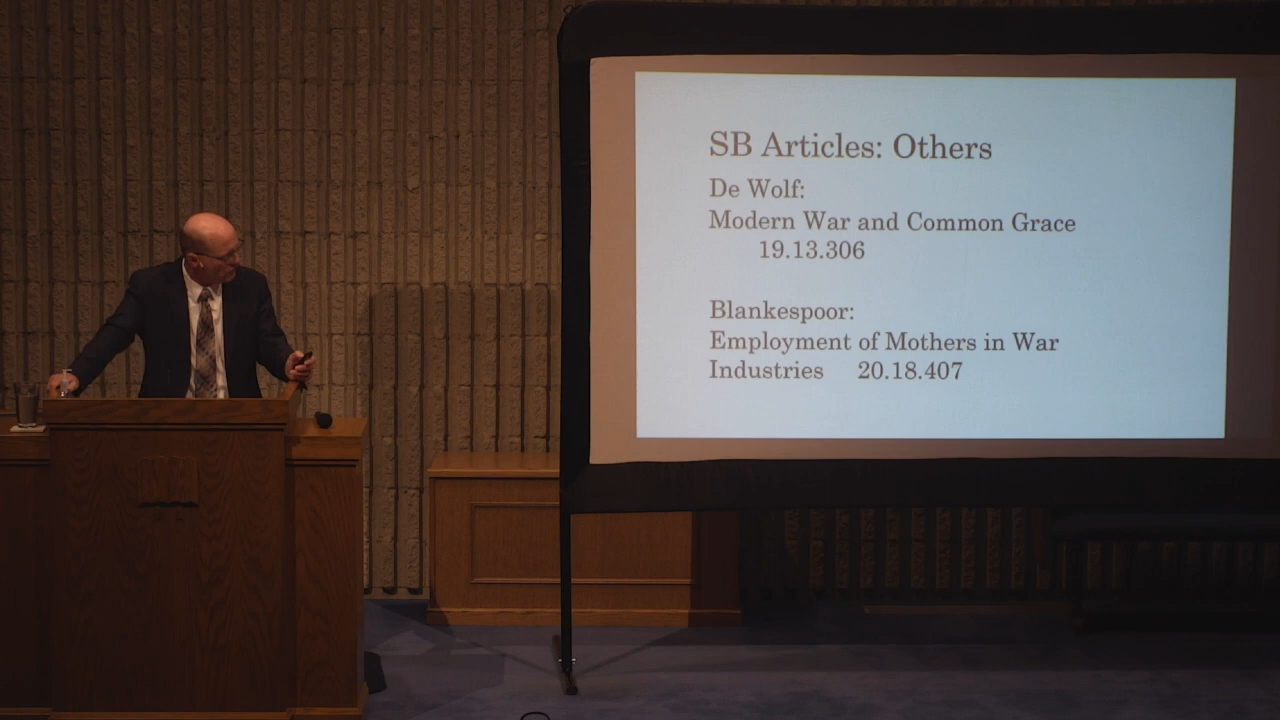 SB Articles: Others
De Wolf:
Modern War and Common Grace
19.13.306
Blankespoor:
Employment of Mothers in War
Industries 20.18.407